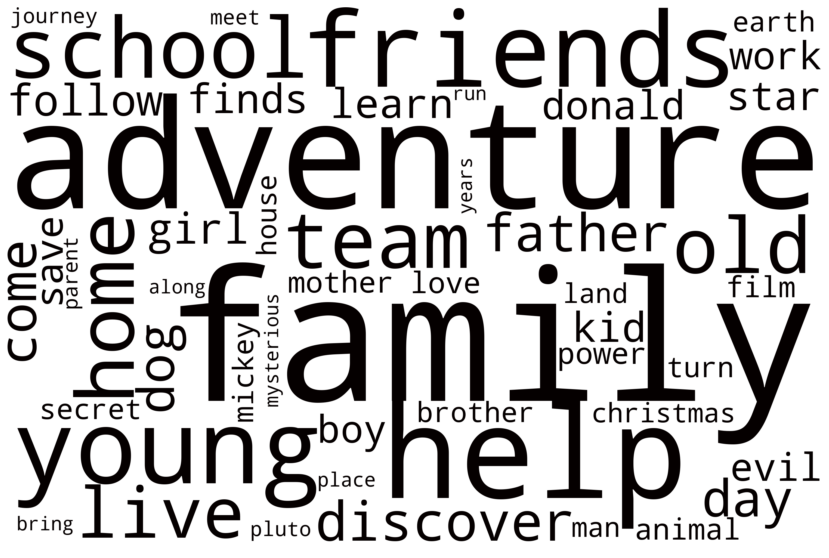 journey meet earth
school friends work
follow finds learn run donald star
adventure
years
house
girl team father old
come save parent home
along mother love land film
family
dog mickey mysterious kid
power turn
secret brother christmas
young boy help
place evil
live discover day
bring pluto man animal